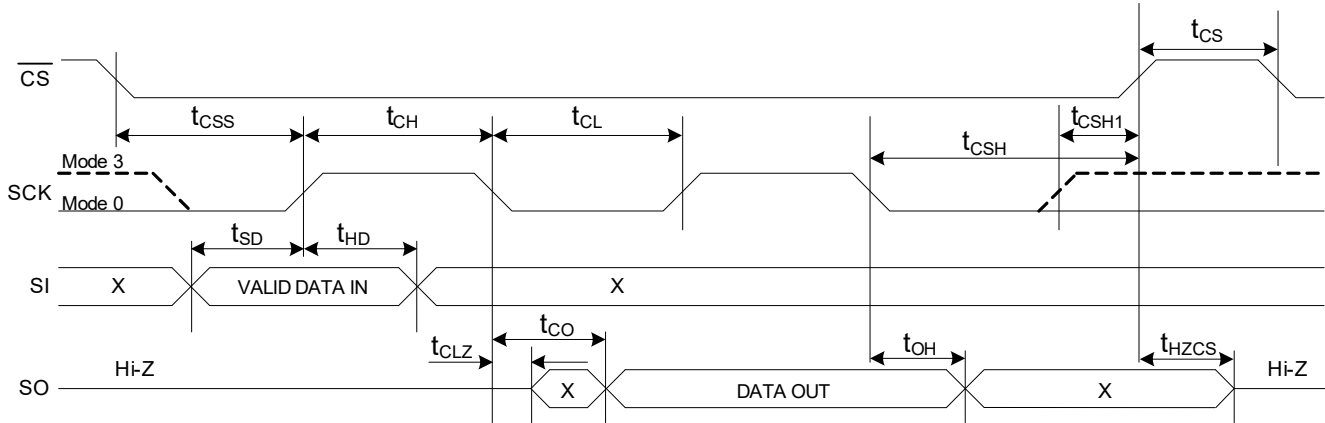 tCS
CS
tCSS tCH tCL tCSH1
tCSH
Mode 3
SCK
Mode 0
tSD tHD
SI X VALID DATA IN X
tCO
tCLZ tOH tHZCS
Hi-Z Hi-Z
SO X DATA OUT X